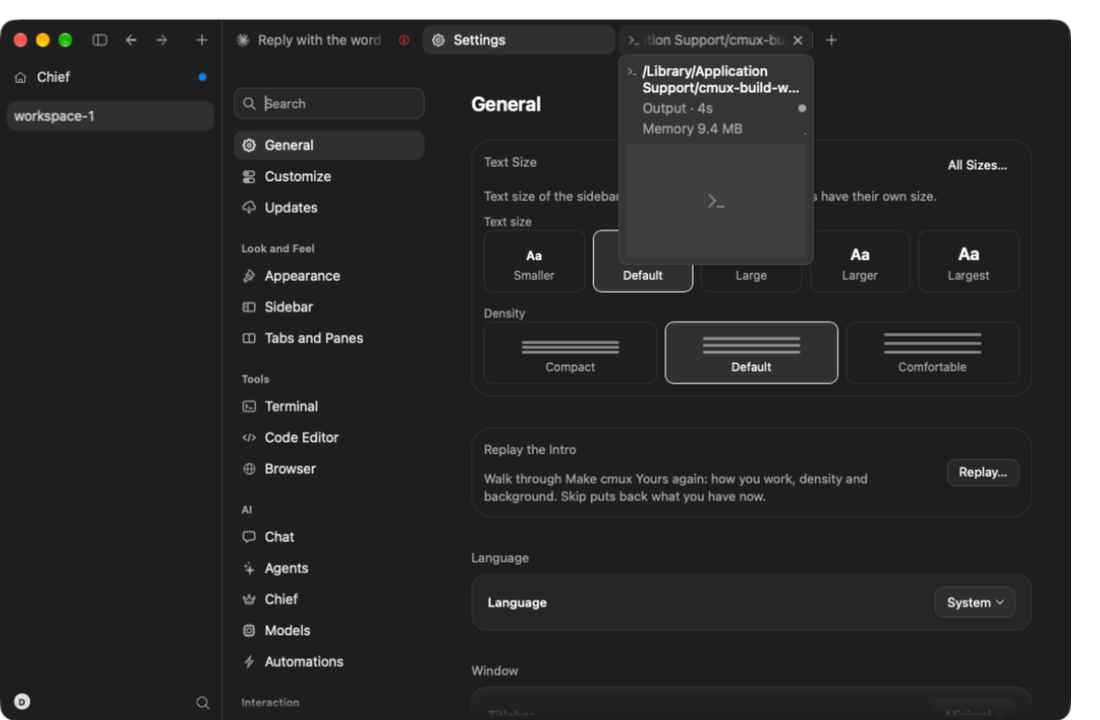 Reply with the word
Settings
tion Support/cmux-bu
Chief
workspace-1
/Library/Application
Support/cmux-build-w...
Output · 4s
Memory 9.4 MB
Search
General
Customize
Updates
Look and Feel
Appearance
Sidebar
Tabs and Panes
Tools
Terminal
Code Editor
Browser
AI
Chat
Agents
Chief
Models
Automations
Interaction
D
General
Text Size
All Sizes...
Text size of the sidebar
have their own size.
Text size
Aa
Smaller
Default
Large
Aa
Larger
Aa
Largest
Density
Compact
Default
Comfortable
Replay the Intro
Walk through Make cmux Yours again: how you work, density and
background. Skip puts back what you have now.
Replay...
Language
Language
System
Window
Titlebar
Minimal